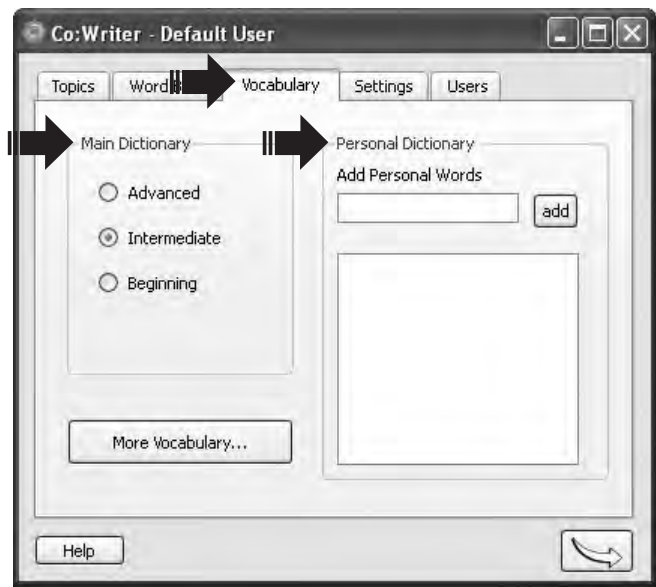 Co:Writer - Default User
Topics Word Vocabulary Settings Users
Main Dictionary
Advanced
Intermediate
Beginning
More Vocabulary...
Personal Dictionary
Add Personal Words
add
Help